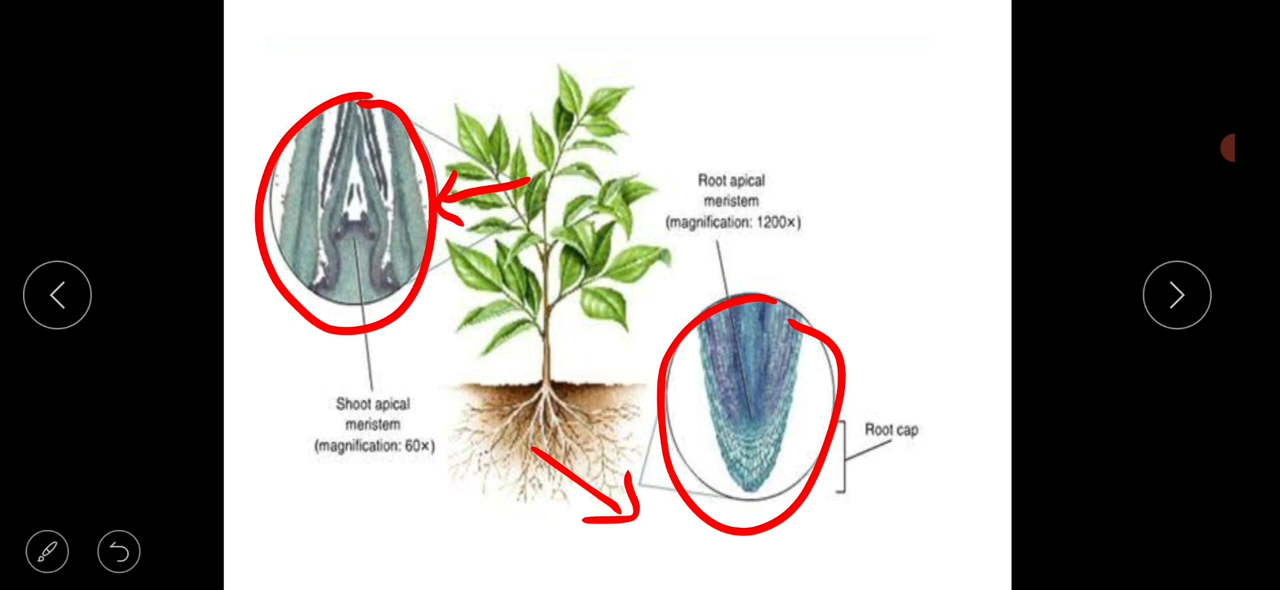 Root apical
meristem
(magnification: 1200×)
Shoot apical
meristem
(magnification: 60×)
Root cap